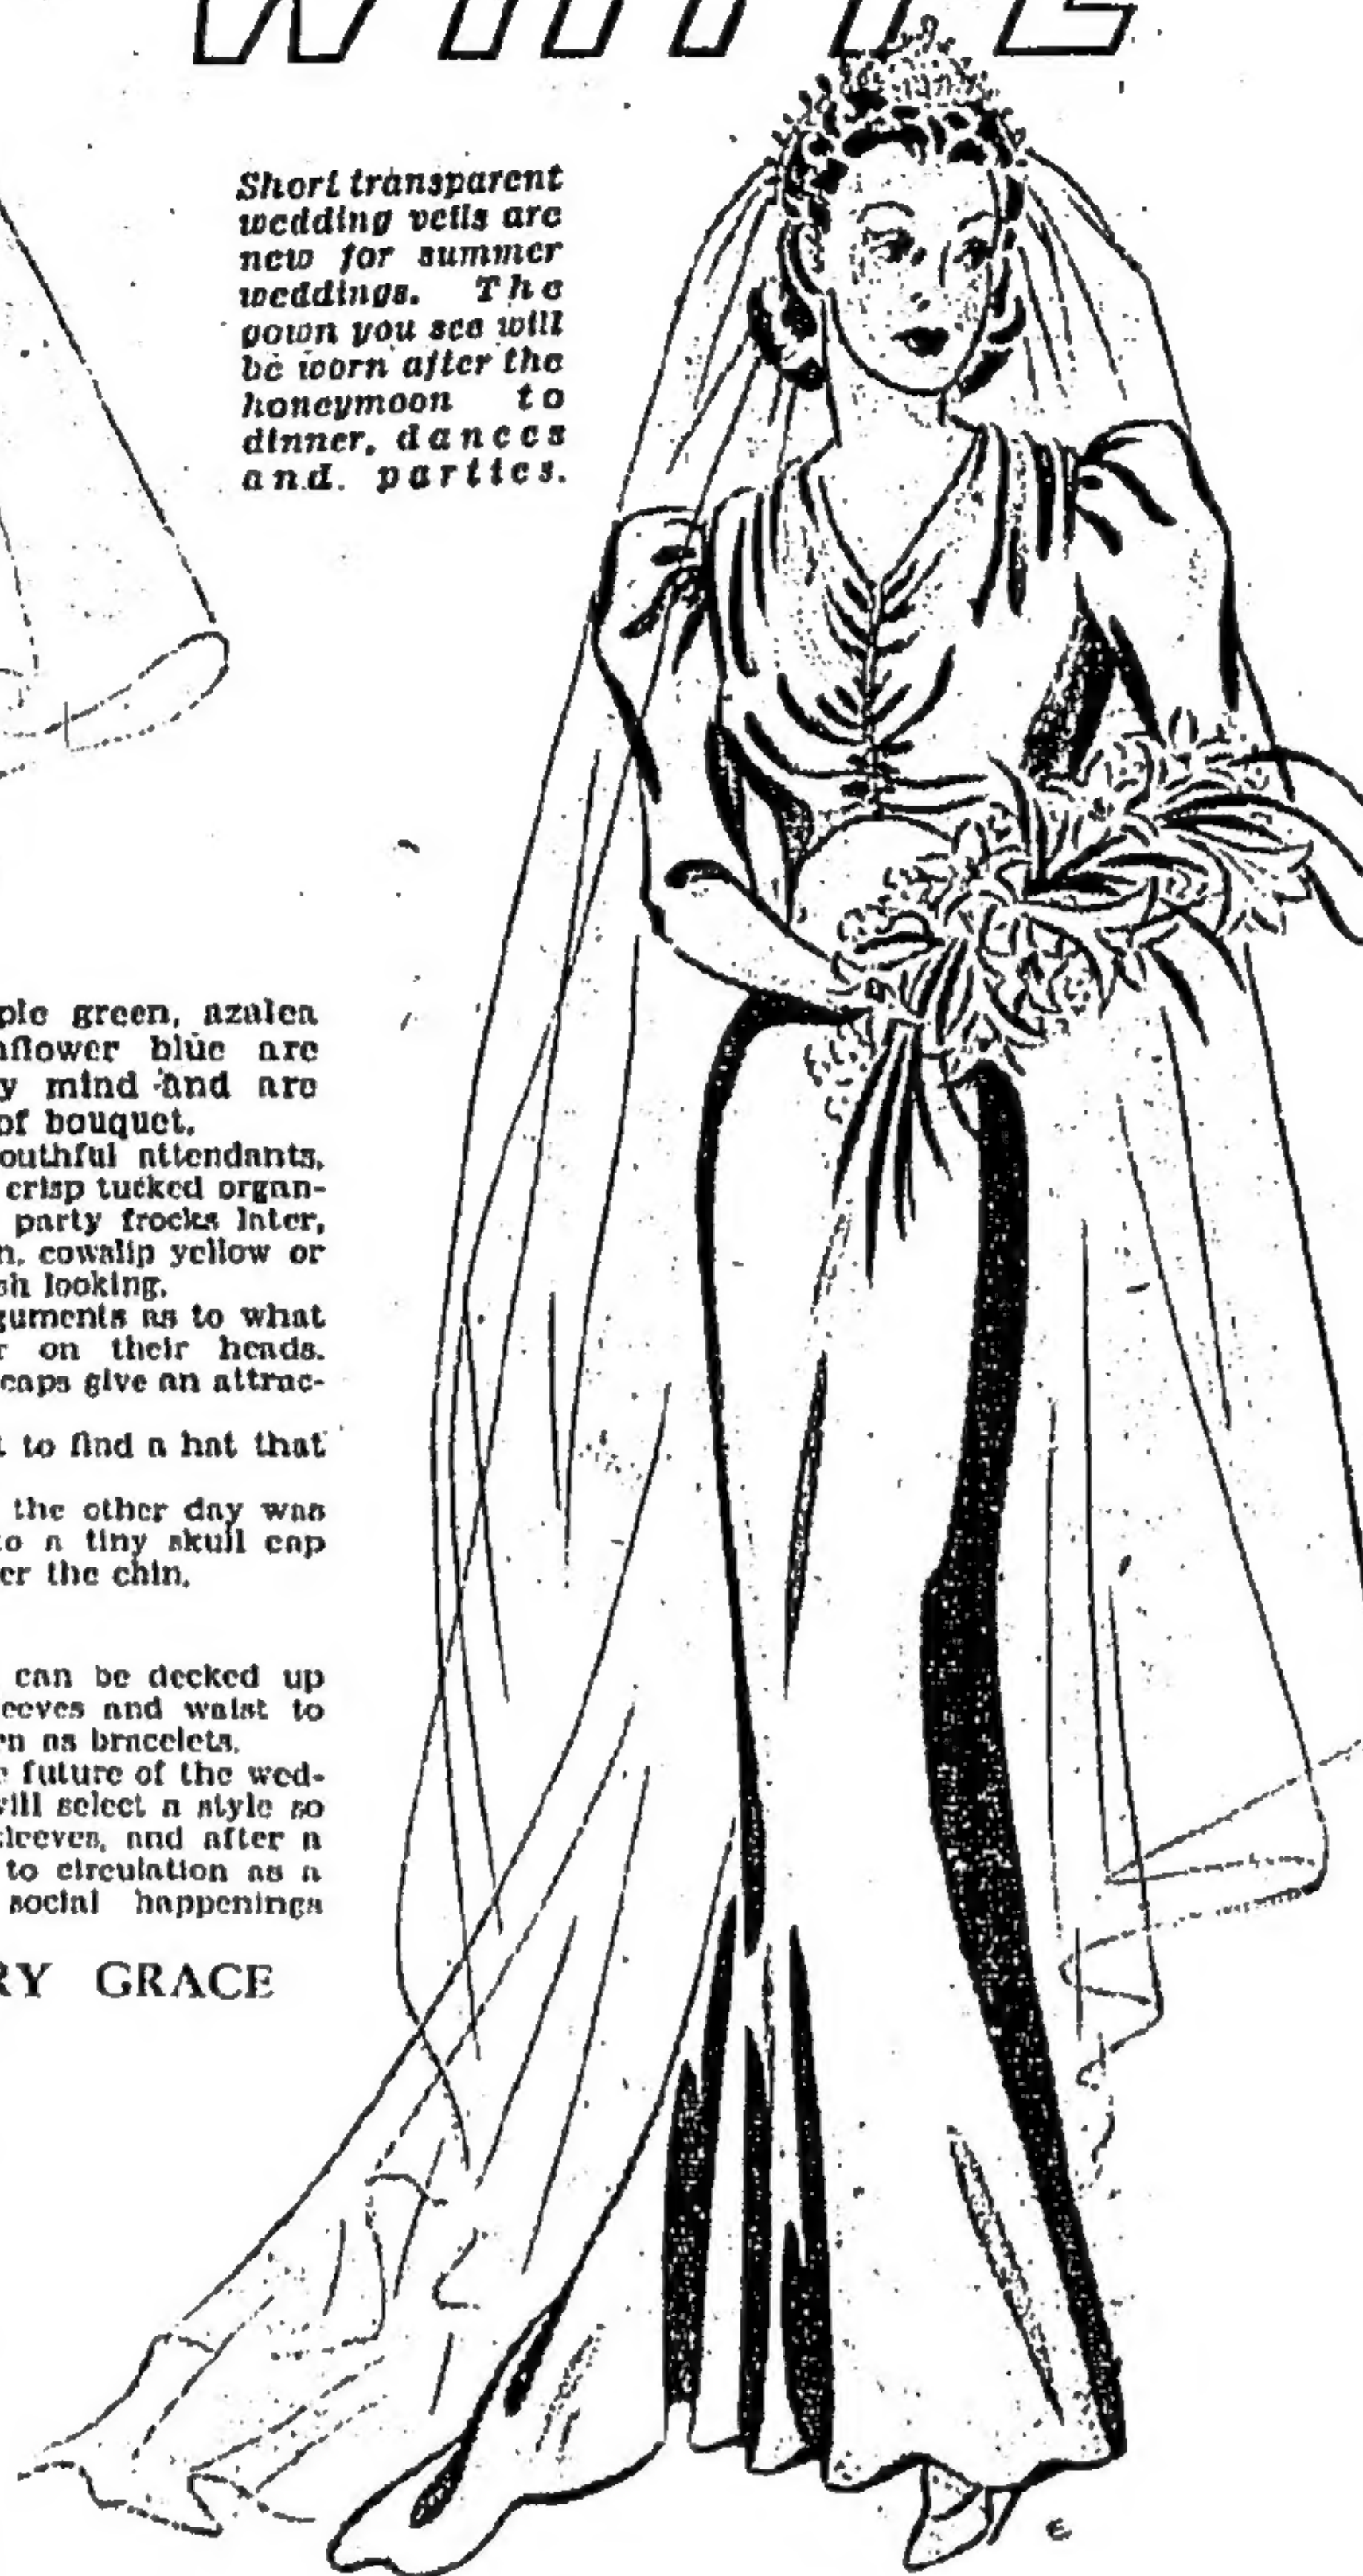 WHITE
Short transparent
wedding veils are
new for summer
weddings. The
gown you see will
be worn after the
honeymoon to
dinner, dances
and parties.
ple green, azalea
nflower blue are
y mind and are
of bouquet.
outhful attendants,
crisp tucked organ-
party frocks later,
n, cowslip yellow or
sh looking.
guments as to what
r on their heads.
caps give an attrac-
t to find a hat that
the other day was
to a tiny skull cap
er the chin.
can be decked up
eeves and waist to
rn as bracelets.
e future of the wed-
vill select a style so
sleeves, and after a
to circulation as a
social happenings
RY GRACE